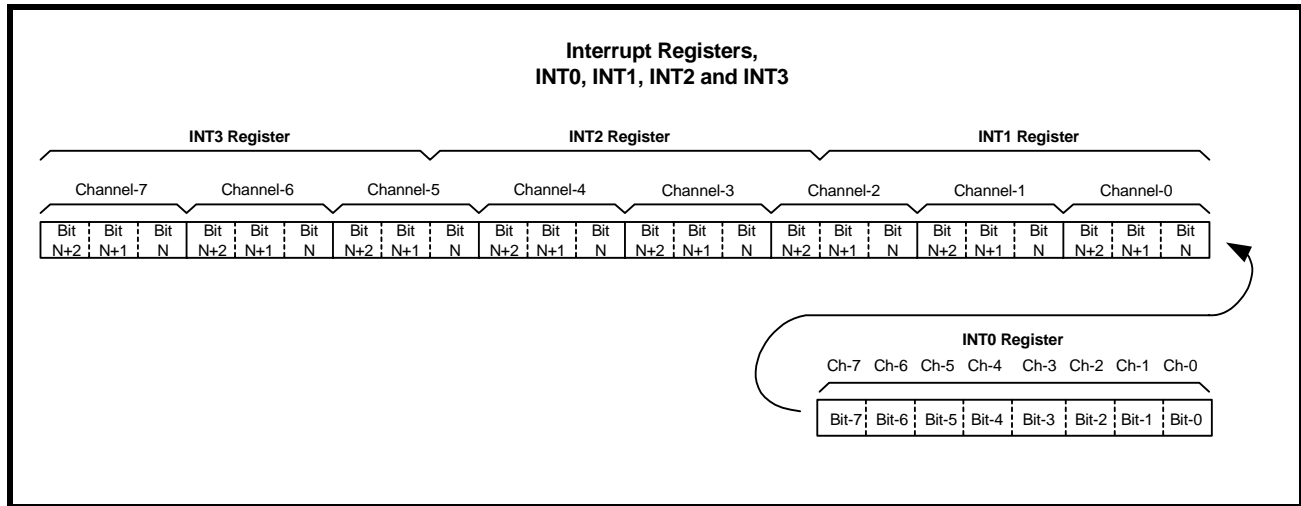 Interrupt Registers,
INT0, INT1, INT2 and INT3
INT3 Register INT2 Register INT1 Register
Channel-7 Channel-6 Channel-5 Channel-4 Channel-3 Channel-2 Channel-1 Channel-0
Bit Bit Bit Bit Bit Bit Bit Bit Bit Bit Bit Bit Bit Bit Bit Bit Bit Bit Bit Bit Bit Bit Bit Bit
N+2 N+1 N N+2 N+1 N N+2 N+1 N N+2 N+1 N N+2 N+1 N N+2 N+1 N N+2 N+1 N N+2 N+1 N
INT0 Register
Ch-7 Ch-6 Ch-5 Ch-4 Ch-3 Ch-2 Ch-1 Ch-0
Bit-7 Bit-6 Bit-5 Bit-4 Bit-3 Bit-2 Bit-1 Bit-0